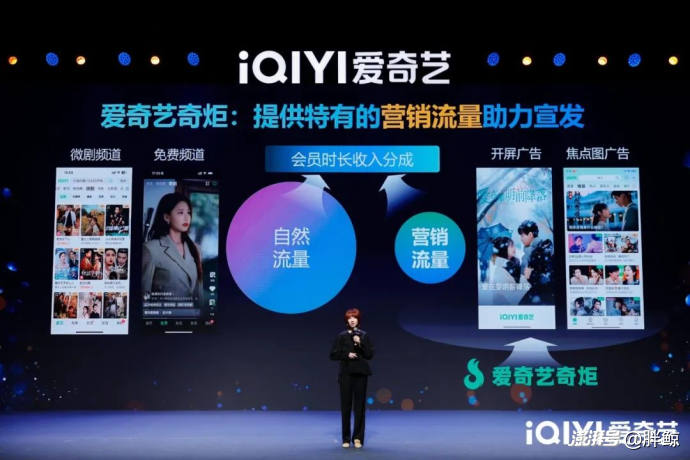 iQIYI爱奇艺
爱奇艺奇炬：提供特有的营销流量助力宣发
微剧频道
免费频道
会员时长收入分成
开屏广告
焦点图广告
自然
流量
营销
流量
iQIYI爱奇艺
爱奇艺奇炬
iQIYI爱奇艺
澎湃号@胖鲸